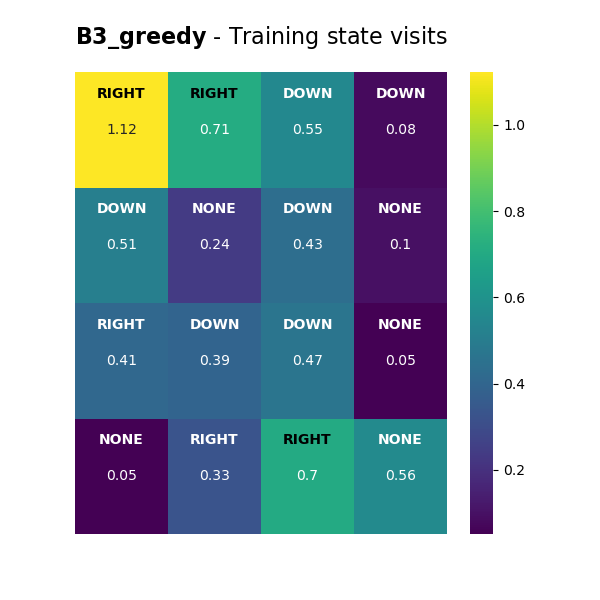 B3_greedy - Training state visits
RIGHT RIGHT DOWN DOWN
1.12 0.71 0.55 0.08
1.0
DOWN NONE DOWN NONE
0.8
0.51 0.24 0.43 0.1
0.6
RIGHT DOWN DOWN NONE
0.41 0.39 0.47 0.05
0.4
NONE RIGHT RIGHT NONE
0.2
0.05 0.33 0.7 0.56